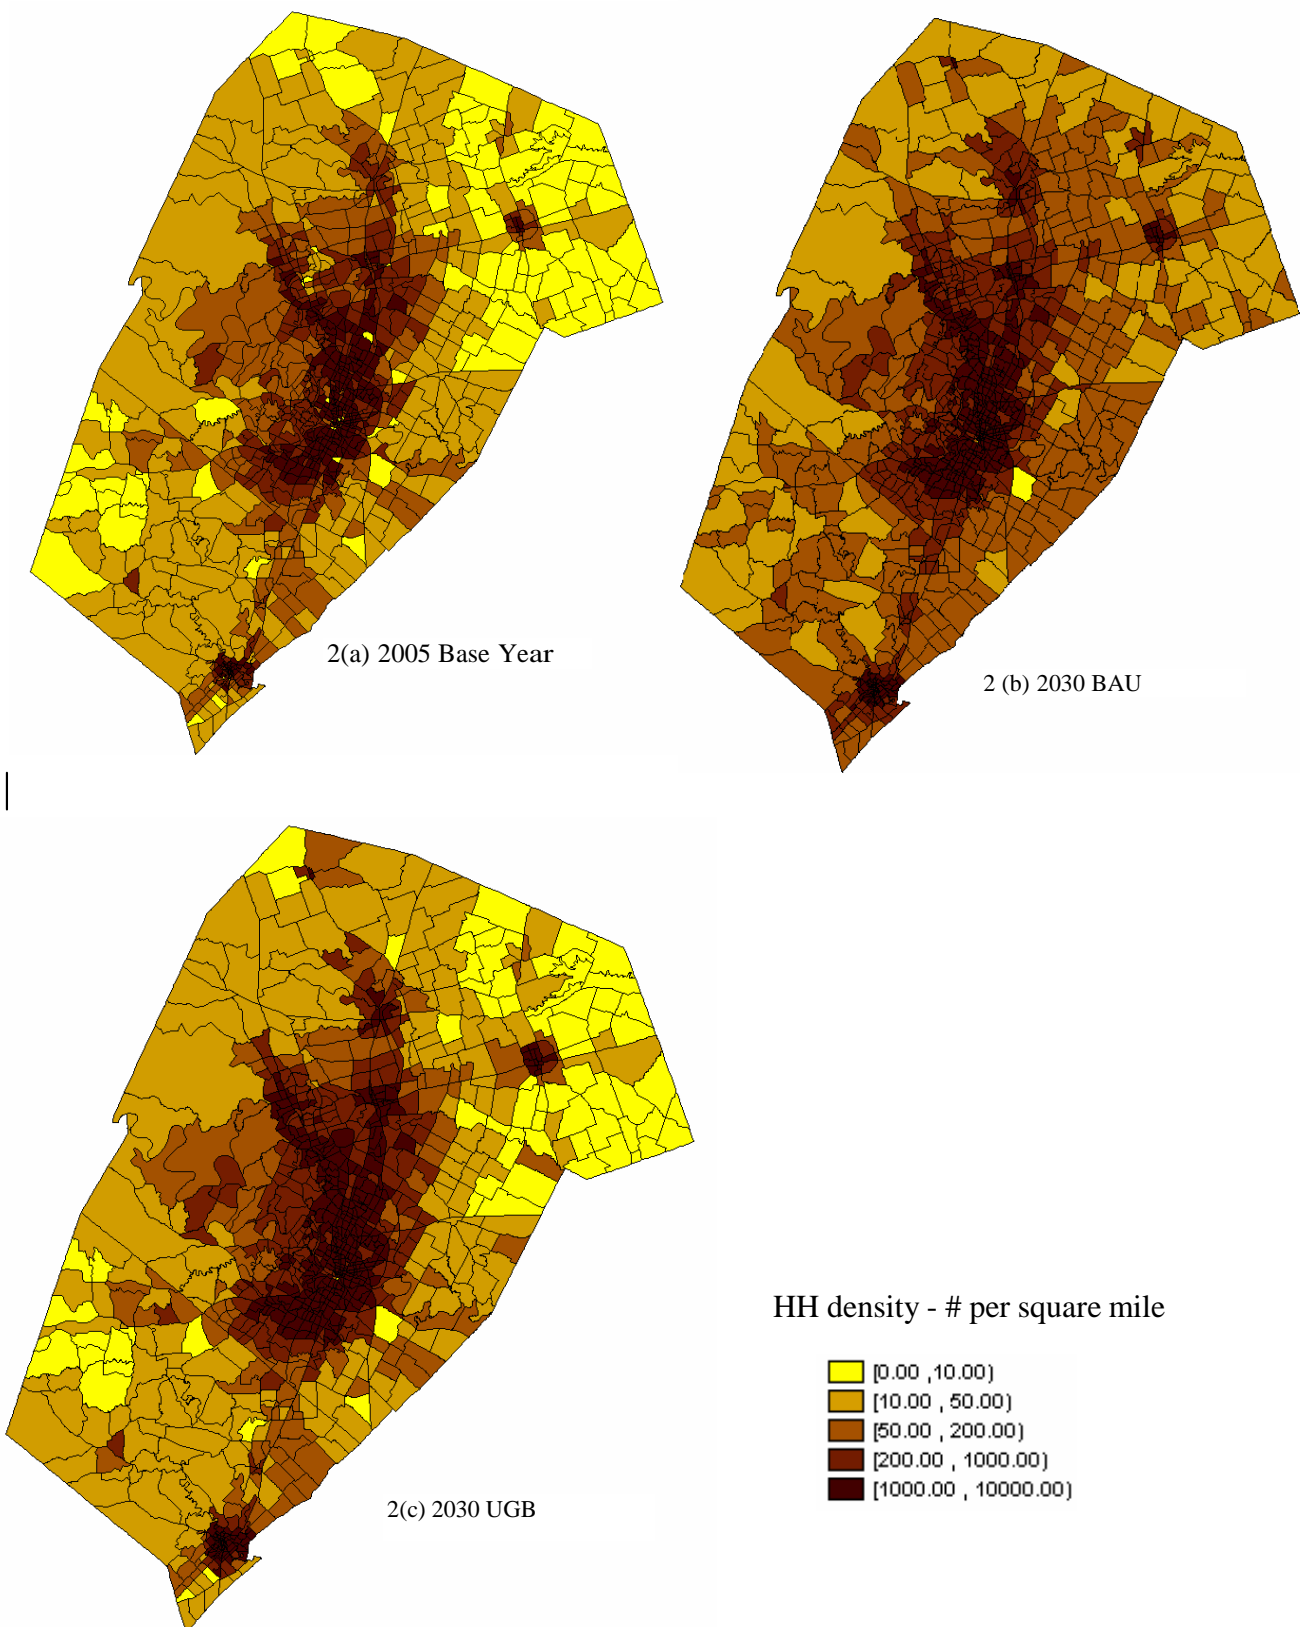 2(a) 2005 Base Year
2 (b) 2030 BAU
2(c) 2030 UGB
HH density - # per square mile
[0.00 ,10.00)
[10.00 , 50.00)
[50.00 , 200.00)
[200.00 , 1000.00)
[1000.00 , 10000.00)